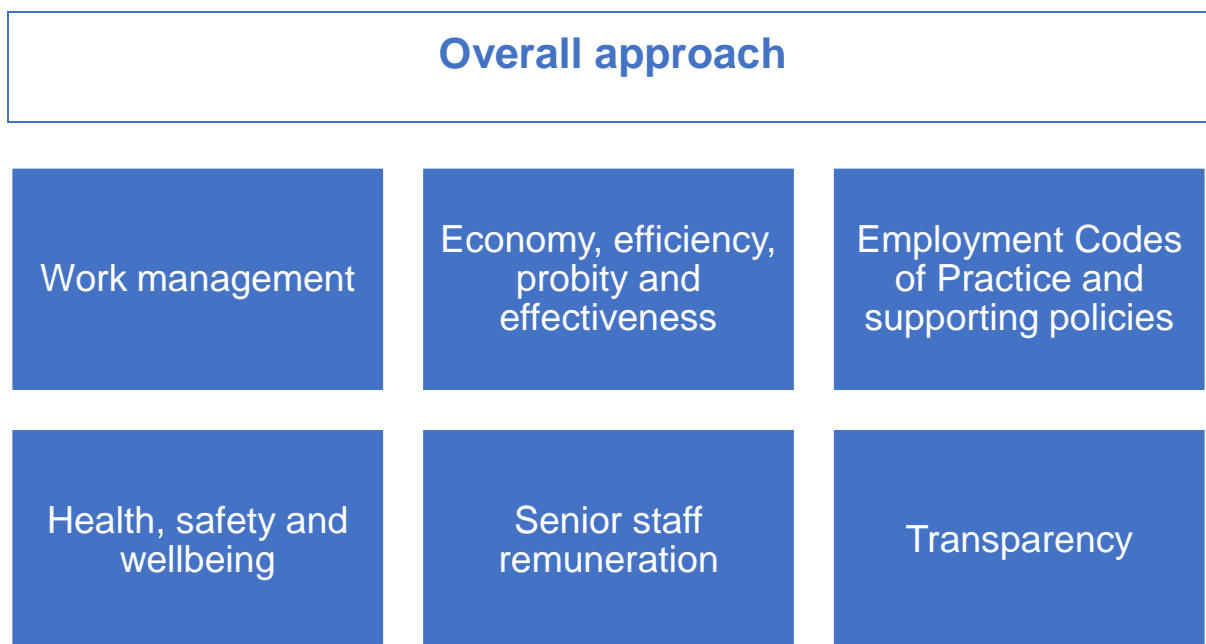 Overall approach
Work management
Economy, efficiency,
probity and
effectiveness
Employment Codes
of Practice and
supporting policies
Health, safety and
wellbeing
Senior staff
remuneration
Transparency